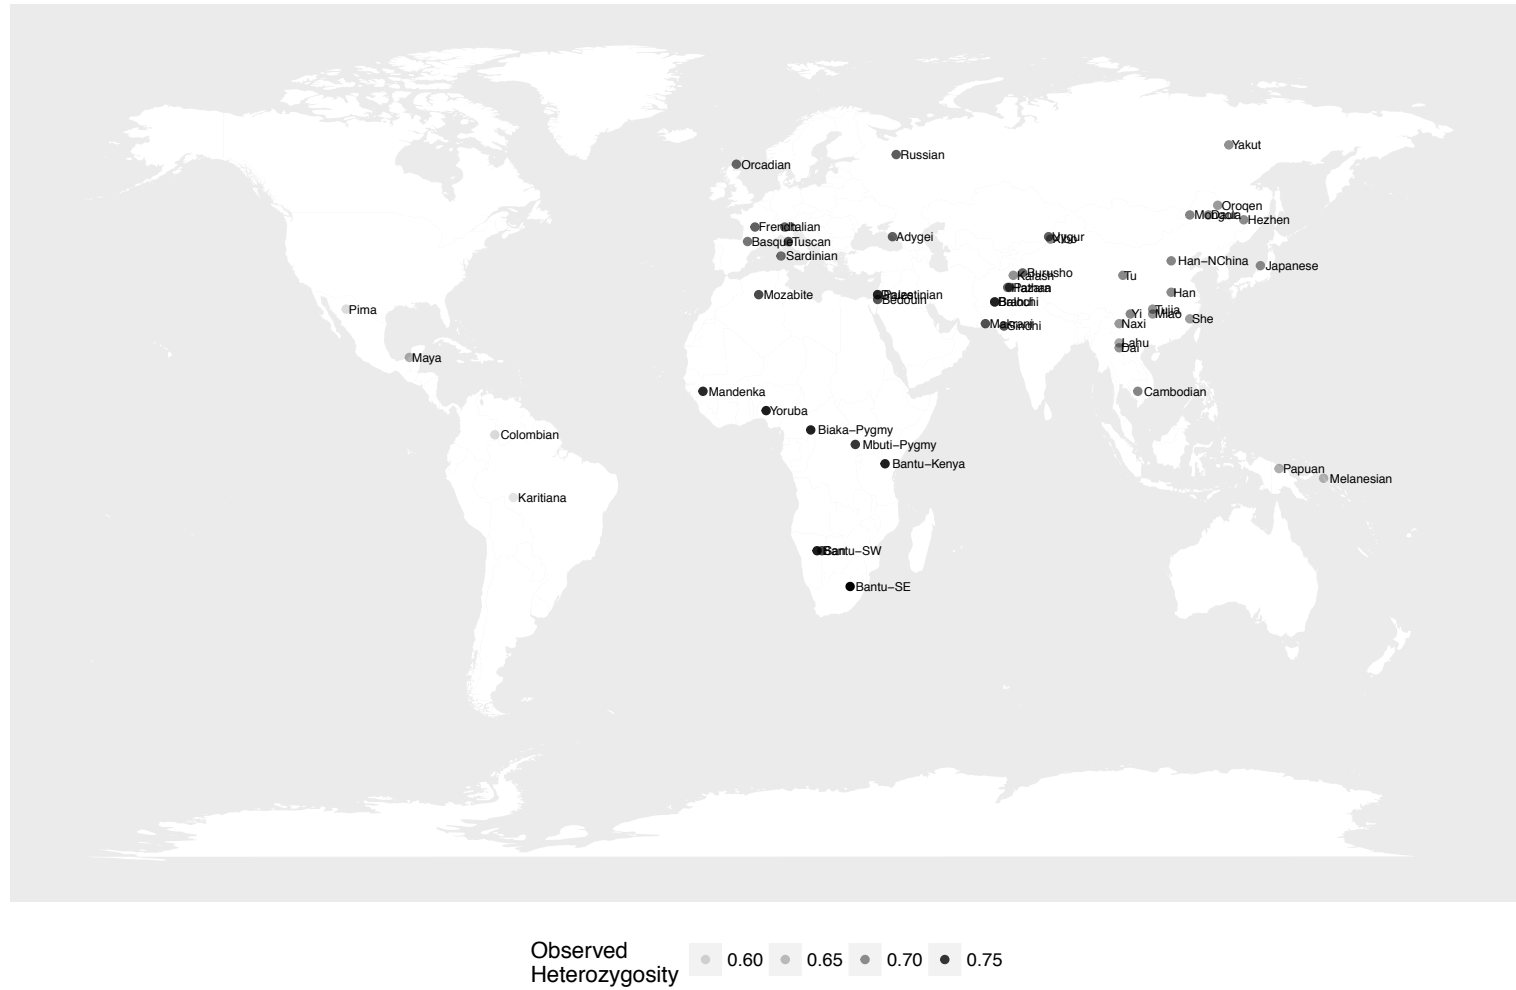 Yakut
Russian
Orcadian
Oroqen
Hezhen
French
Italian
Adygei
Uygur
Xibo
Basque
Tuscan
Sardinian
Han-NChina
Japanese
Burusho
Kalash
Tu
Mozabite
Palestinian
Bedouin
Han
Pima
Makrani
Sindhi
Tujia
Miao
Yi
She
Naxi
Lahu
Dai
Maya
Mandenka
Cambodian
Yoruba
Biaka-Pygmy
Colombian
Mbuti-Pygmy
Bantu-Kenya
Papuan
Melanesian
Karitiana
San
Bantu-SW
Bantu-SE
Observed
Heterozygosity
0.60 0.65 0.70 0.75